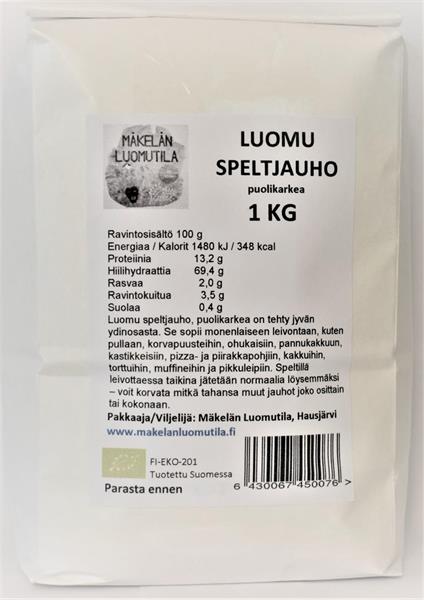 MÄKELÄN
LUOMUTILA
LUOMU
SPELTJAUHO
puolikarkea
1 KG
Ravintosisältö 100 g
Energiaa / Kalorit 1480 kJ / 348 kcal
Proteiinia 13,2 g
Hiilihydraattia 69,4 g
Rasvaa 2,0 g
Ravintokuitua 3,5 g
Suolaa 0,4 g
Luomu speltjauho, puolikarkea on tehty jyvän
ydinosasta. Se sopii monenlaiseen leivontaan, kuten
pullaan, korvapuusteihin, ohukaisiin, pannukakkuun,
kastikkeisiin, pizza- ja piirakkapohjiin, kakkuihin,
torttuihin, muffineihin ja pikkuleipiin. Speltillä
leivottaessa taikina jätetään normaalia löysemmäksi
– voit korvata mitkä tahansa muut jauhot joko osittain
tai kokonaan.
Pakkaaja/Viljelijä: Mäkelän Luomutila, Hausjärvi
www.makelanluomutila.fi
FI-EKO-201
Tuotettu Suomessa
Parasta ennen
6 430067 450076 >